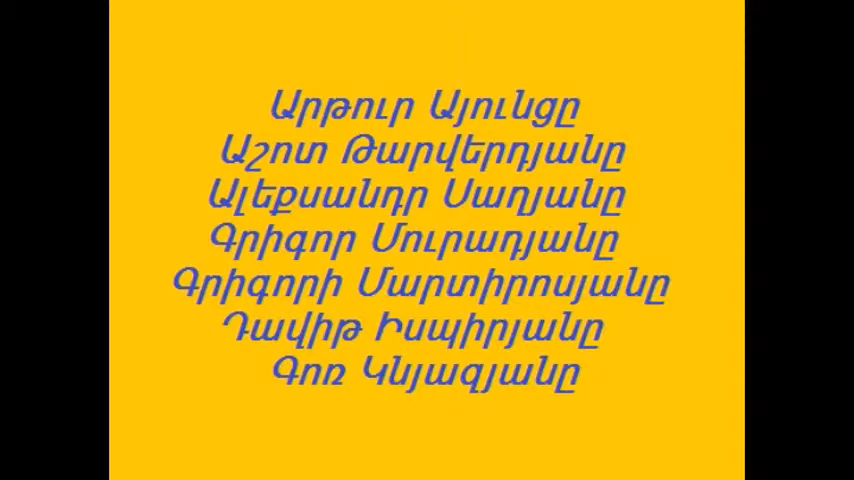 Արթուր Այունցը
Աշոտ Թարվերդյանը
Ալեքսանդր Սաղյանը
Գրիգոր Մուրադյանը
Գրիգորի Մարտիրոսյանը
Դավիթ Իսպիրյանը
Գոռ Կնյազյանը